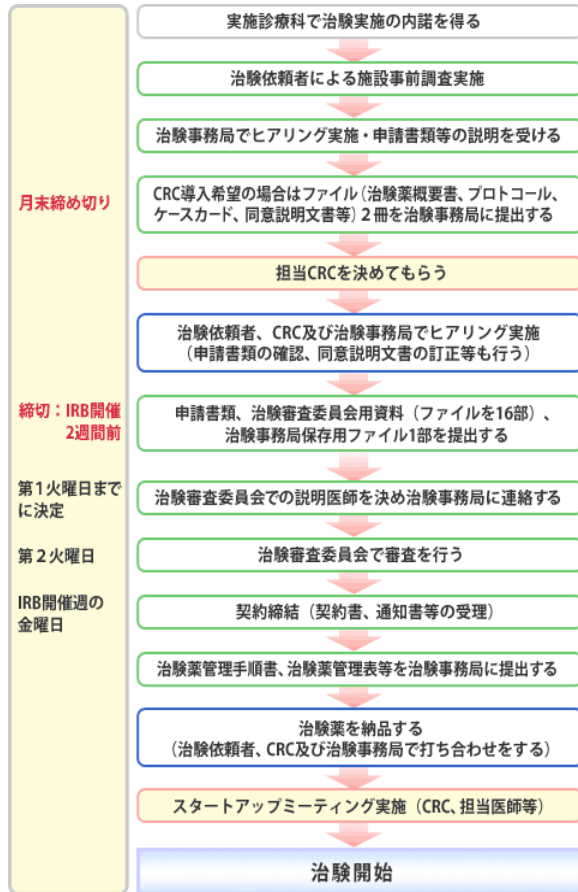 実施診療科で治験実施の内諾を得る
治験依頼者による施設事前調査実施
治験事務局でヒアリング実施・申請書類等の説明を受ける
月末締め切り
CRC導入希望の場合はファイル(治験薬概要書、プロトコール、
ケースカード、同意説明文書等)２冊を治験事務局に提出する
担当CRCを決めてもらう
治験依頼者、CRC及び治験事務局でヒアリング実施
(申請書類の確認、同意説明文書の訂正等も行う)
締切：IRB開催
2週間前
申請書類、治験審査委員会用資料（ファイルを16部）、
治験事務局保存用ファイル1部を提出する
第１火曜日まで
に決定
治験審査委員会での説明医師を決め治験事務局に連絡する
第２火曜日
治験審査委員会で審査を行う
IRB開催週の
金曜日
契約締結（契約書、通知書等の受理）
治験薬管理手順書、治験薬管理表等を治験事務局に提出する
治験薬を納品する
（治験依頼者、CRC及び治験事務局で打ち合わせをする）
スタートアップミーティング実施（CRC、担当医師等）
治験開始